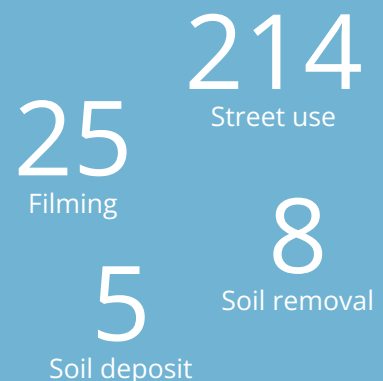 214
Street use
25
Filming
8
Soil removal
5
Soil deposit